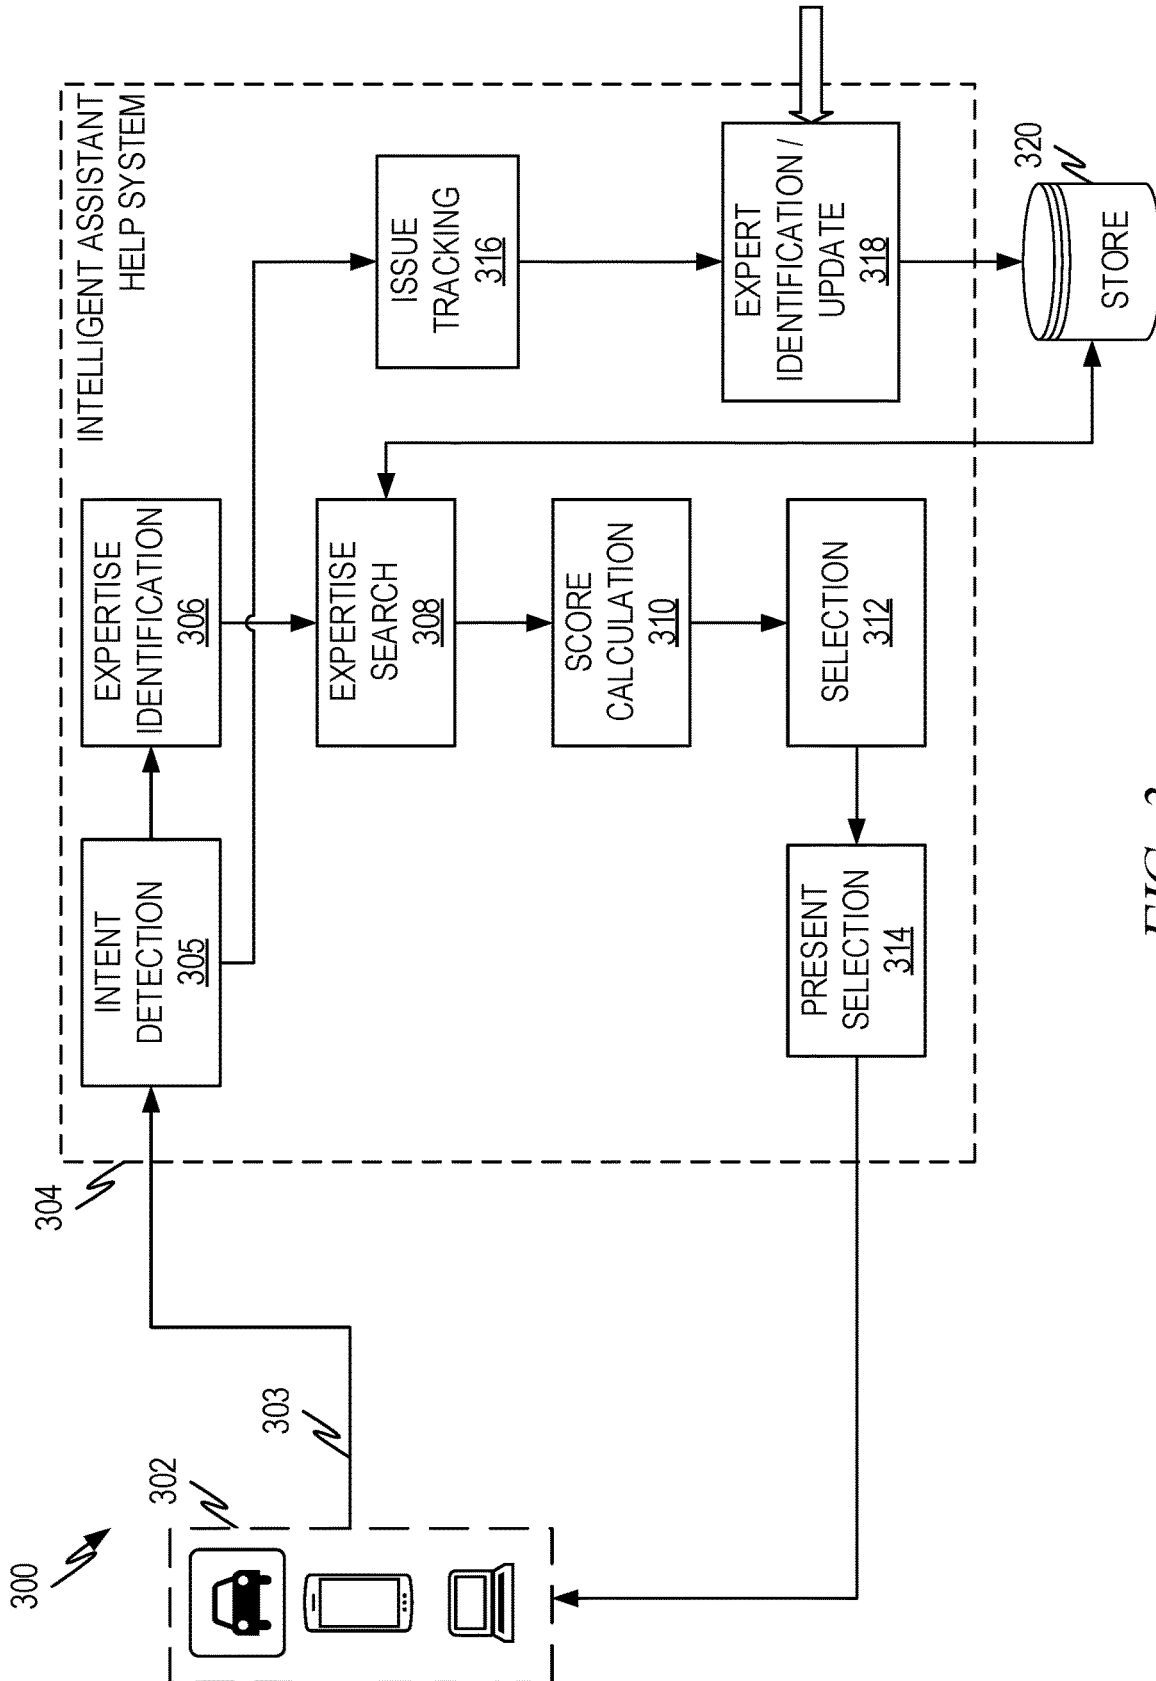 300
302
303
304
INTELLIGENT ASSISTANT
HELP SYSTEM
INTENT
DETECTION
305
EXPERTISE
IDENTIFICATION
306
EXPERTISE
SEARCH
308
SCORE
CALCULATION
310
SELECTION
312
PRESENT
SELECTION
314
ISSUE
TRACKING
316
EXPERT
IDENTIFICATION /
UPDATE
318
320
STORE
FIG.